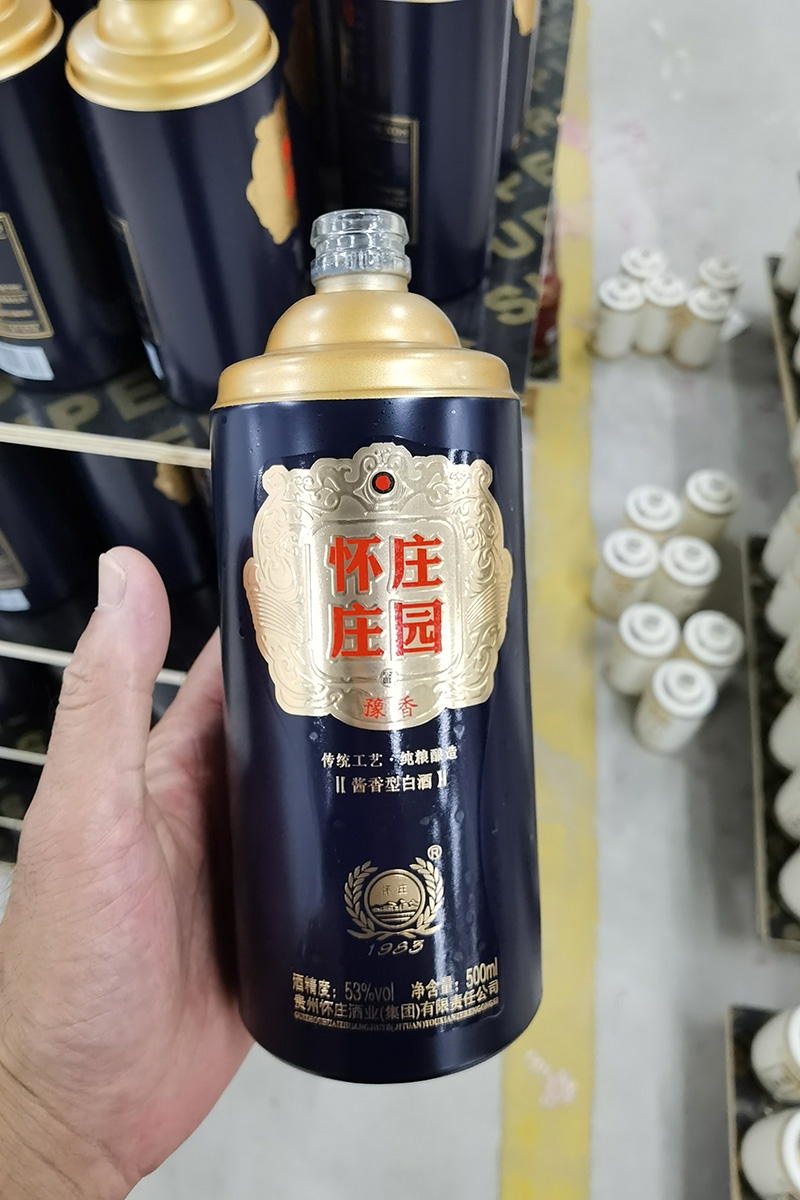 怀庄
庄园
豫香
传统工艺·纯粮酿造
【酱香型白酒】
®
怀庄
1983
酒精度：53%vol 净含量：500ml
贵州怀庄酒业(集团)有限责任公司